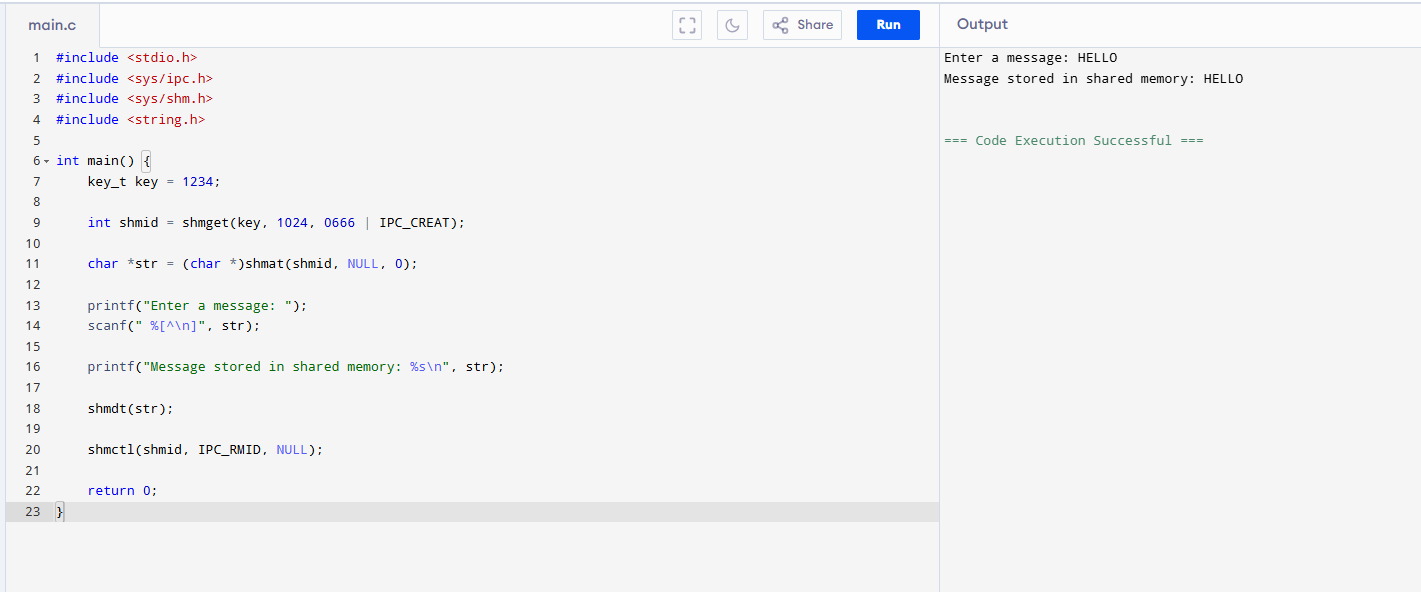 main.c
Share
Run
Output
1 #include <stdio.h>
2 #include <sys/ipc.h>
3 #include <sys/shm.h>
4 #include <string.h>
5
6 int main() {
7     key_t key = 1234;
8
9     int shmid = shmget(key, 1024, 0666 | IPC_CREAT);
10
11     char *str = (char *)shmat(shmid, NULL, 0);
12
13     printf("Enter a message: ");
14     scanf(" %[^\n]", str);
15
16     printf("Message stored in shared memory: %s\n", str);
17
18     shmdt(str);
19
20     shmctl(shmid, IPC_RMID, NULL);
21
22     return 0;
23 }
Enter a message: HELLO
Message stored in shared memory: HELLO
=== Code Execution Successful ===